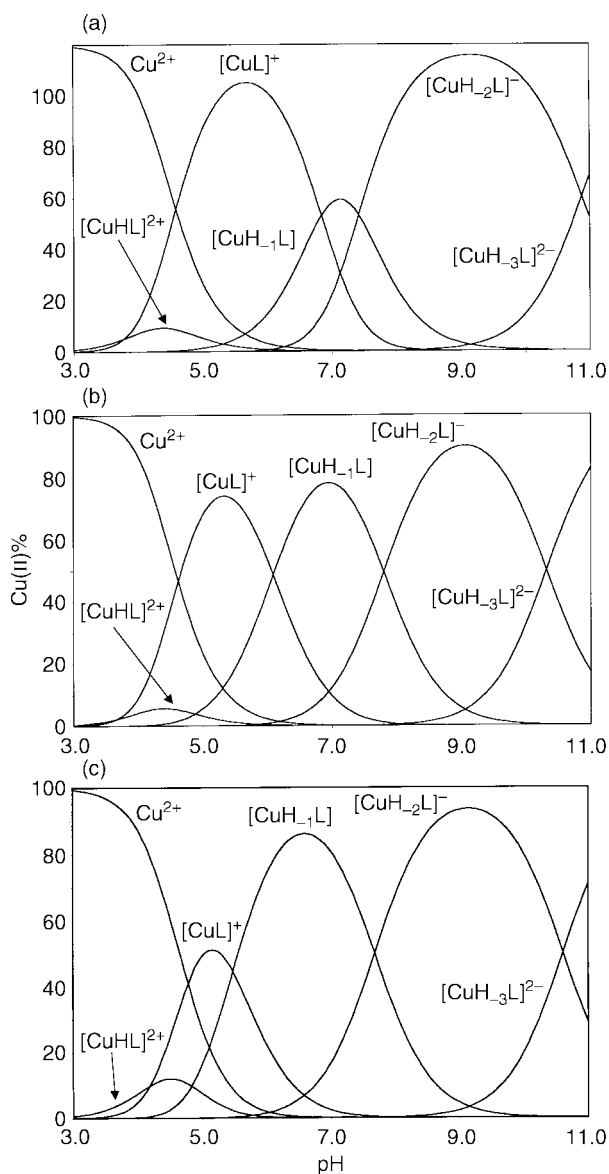 (a)
Cu²⁺
[CuL]⁺
[CuH₋₂L]⁻
100
80
60
40
20
0
[CuHL]²⁺
[CuH₋₁L]
[CuH₋₃L]²⁻
3.0 5.0 7.0 9.0 11.0
(b)
100
80
60
40
20
0
Cu²⁺
[CuL]⁺
[CuH₋₁L]
[CuH₋₂L]⁻
Cu(II)%
[CuHL]²⁺
[CuH₋₃L]²⁻
3.0 5.0 7.0 9.0 11.0
(c)
100
80
60
40
20
0
Cu²⁺
[CuH₋₁L]
[CuH₋₂L]⁻
[CuL]⁺
[CuHL]²⁺
[CuH₋₃L]²⁻
3.0 5.0 7.0 9.0 11.0
pH